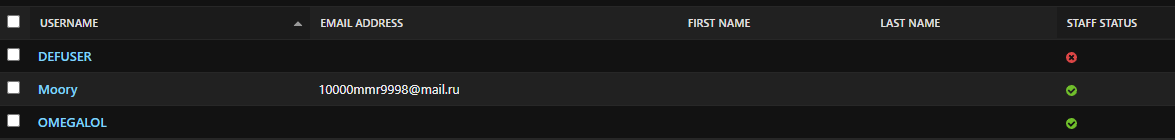 USERNAME EMAIL ADDRESS FIRST NAME LAST NAME STAFF STATUS
DEFUSER
Moory 10000mmr9998@mail.ru
OMEGALOL